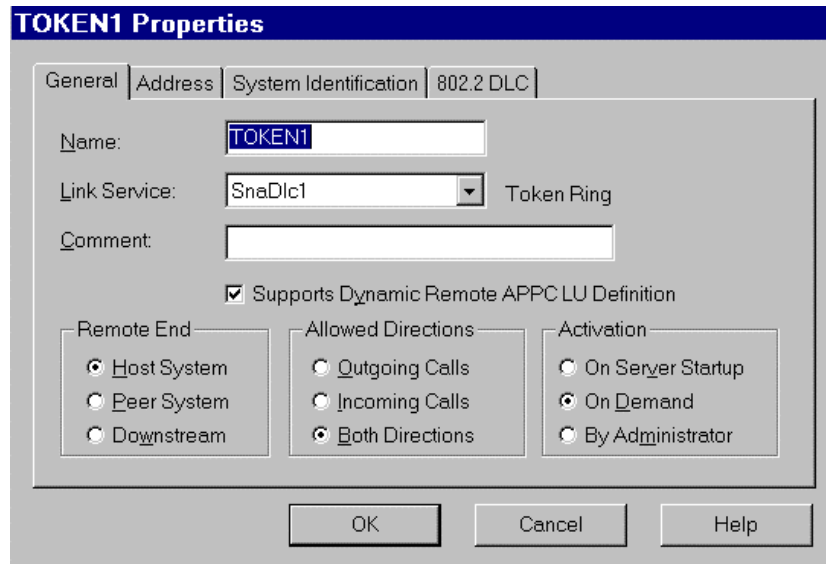 TOKEN1 Properties
General Address System Identification 802.2 DLC
Name: TOKEN1
Link Service: SnaDlc1 Token Ring
Comment:
Supports Dynamic Remote APPC LU Definition
Remote End Allowed Directions Activation
Host System Outgoing Calls On Server Startup
Peer System Incoming Calls On Demand
Downstream Both Directions By Administrator
OK Cancel Help